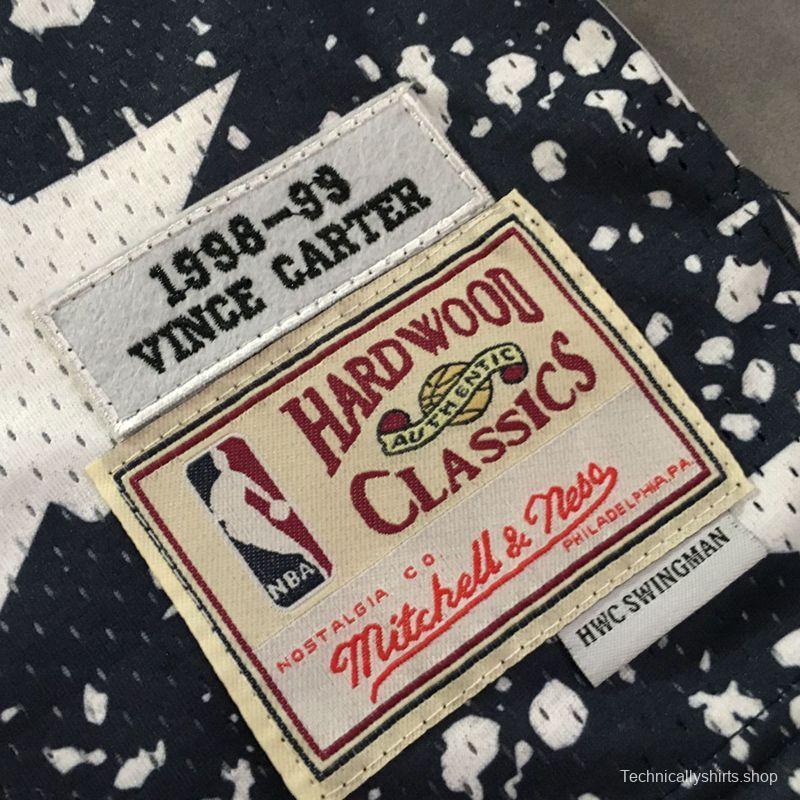 1998-99
VINCE CARTER
HARDWOOD
AUTHENTIC
CLASSICS
NBA
NOSTALGIA CO.
Mitchell & Ness
PHILADELPHIA, PA.
HWC SWINGMAN
Technicallyshirts.shop